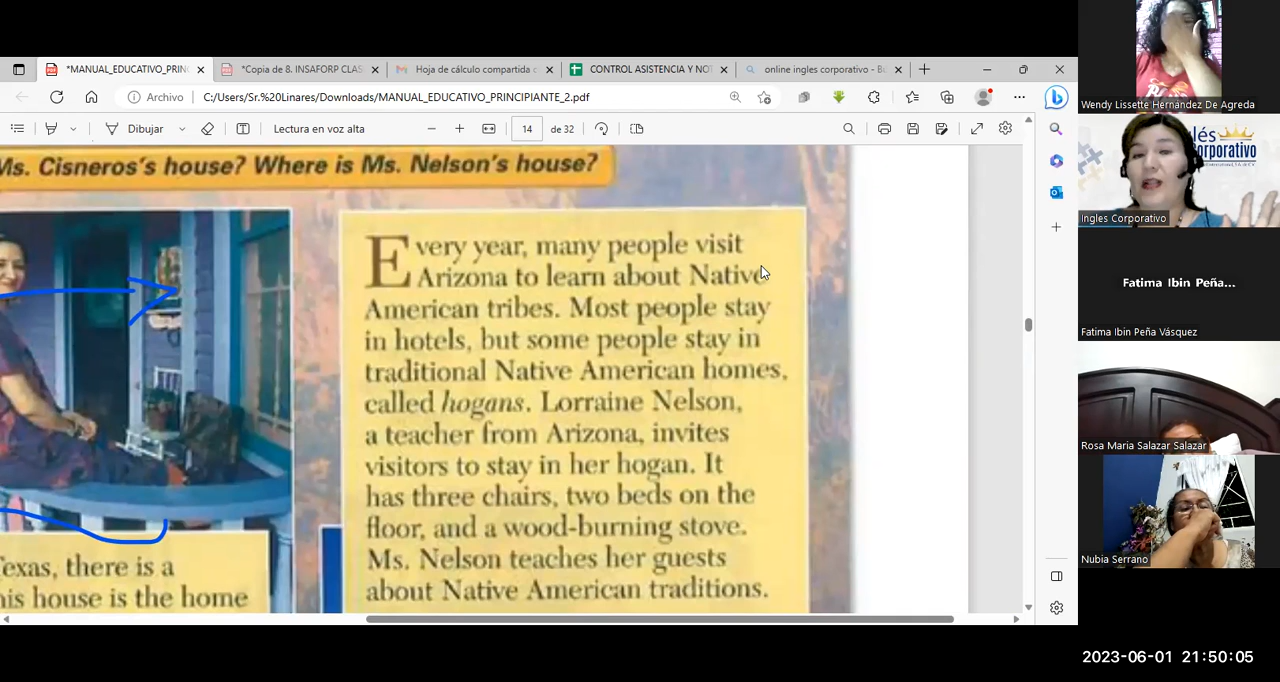 *MANUAL_EDUCATIVO_PRIN
*Copia de 8. INSAFORP CLAS
Hoja de cálculo compartida c
CONTROL ASISTENCIA Y NO
online ingles corporativo - Bo
Archivo
C:/Users/Sr.%20Linares/Downloads/MANUAL_EDUCATIVO_PRINCIPIANTE_2.pdf
Dibujar
Lectura en voz alta
14
de 32
Ms. Cisneros's house? Where is Ms. Nelson's house?
Every year, many people visit
Arizona to learn about Native
American tribes. Most people stay
in hotels, but some people stay in
traditional Native American homes,
called hogans. Lorraine Nelson,
a teacher from Arizona, invites
visitors to stay in her hogan. It
has three chairs, two beds on the
floor, and a wood-burning stove.
Ms. Nelson teaches her guests
about Native American traditions.
Texas, there is a
his house is the home
Wendy Lissette Hernández De Agreda
lés
orporativo
Ingles Corporativo
Fatima Ibin Peña...
Fatima Ibin Peña Vásquez
Rosa Maria Salazar Salazar
Nubia Serrano
2023-06-01 21:50:05